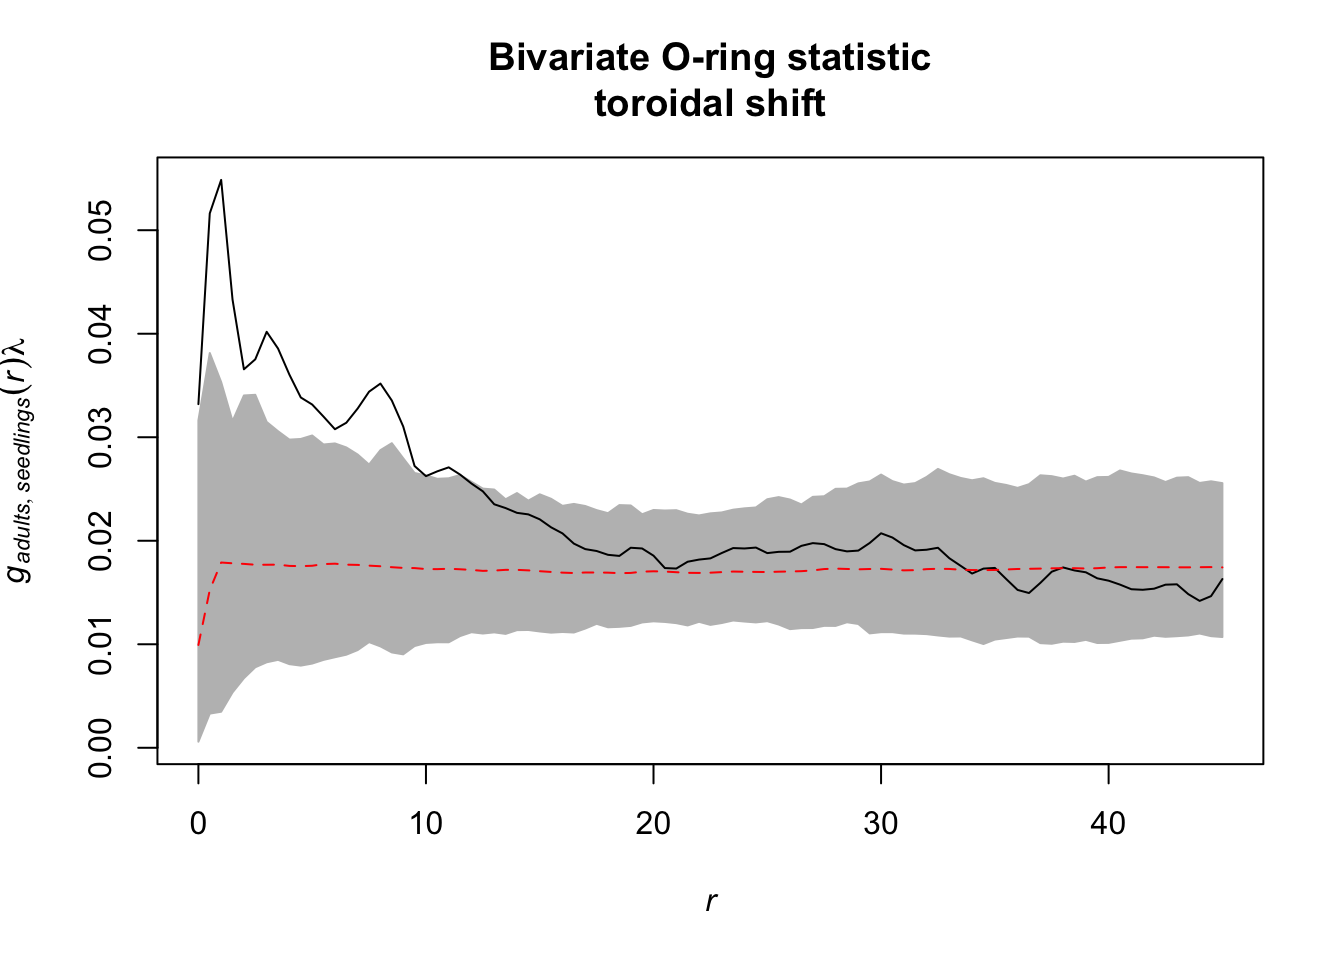 Bivariate O-ring statistic
toroidal shift
g adults, seedlings (r)λ
0.05
0.04
0.03
0.02
0.01
0.00
0 10 20 30 40
r